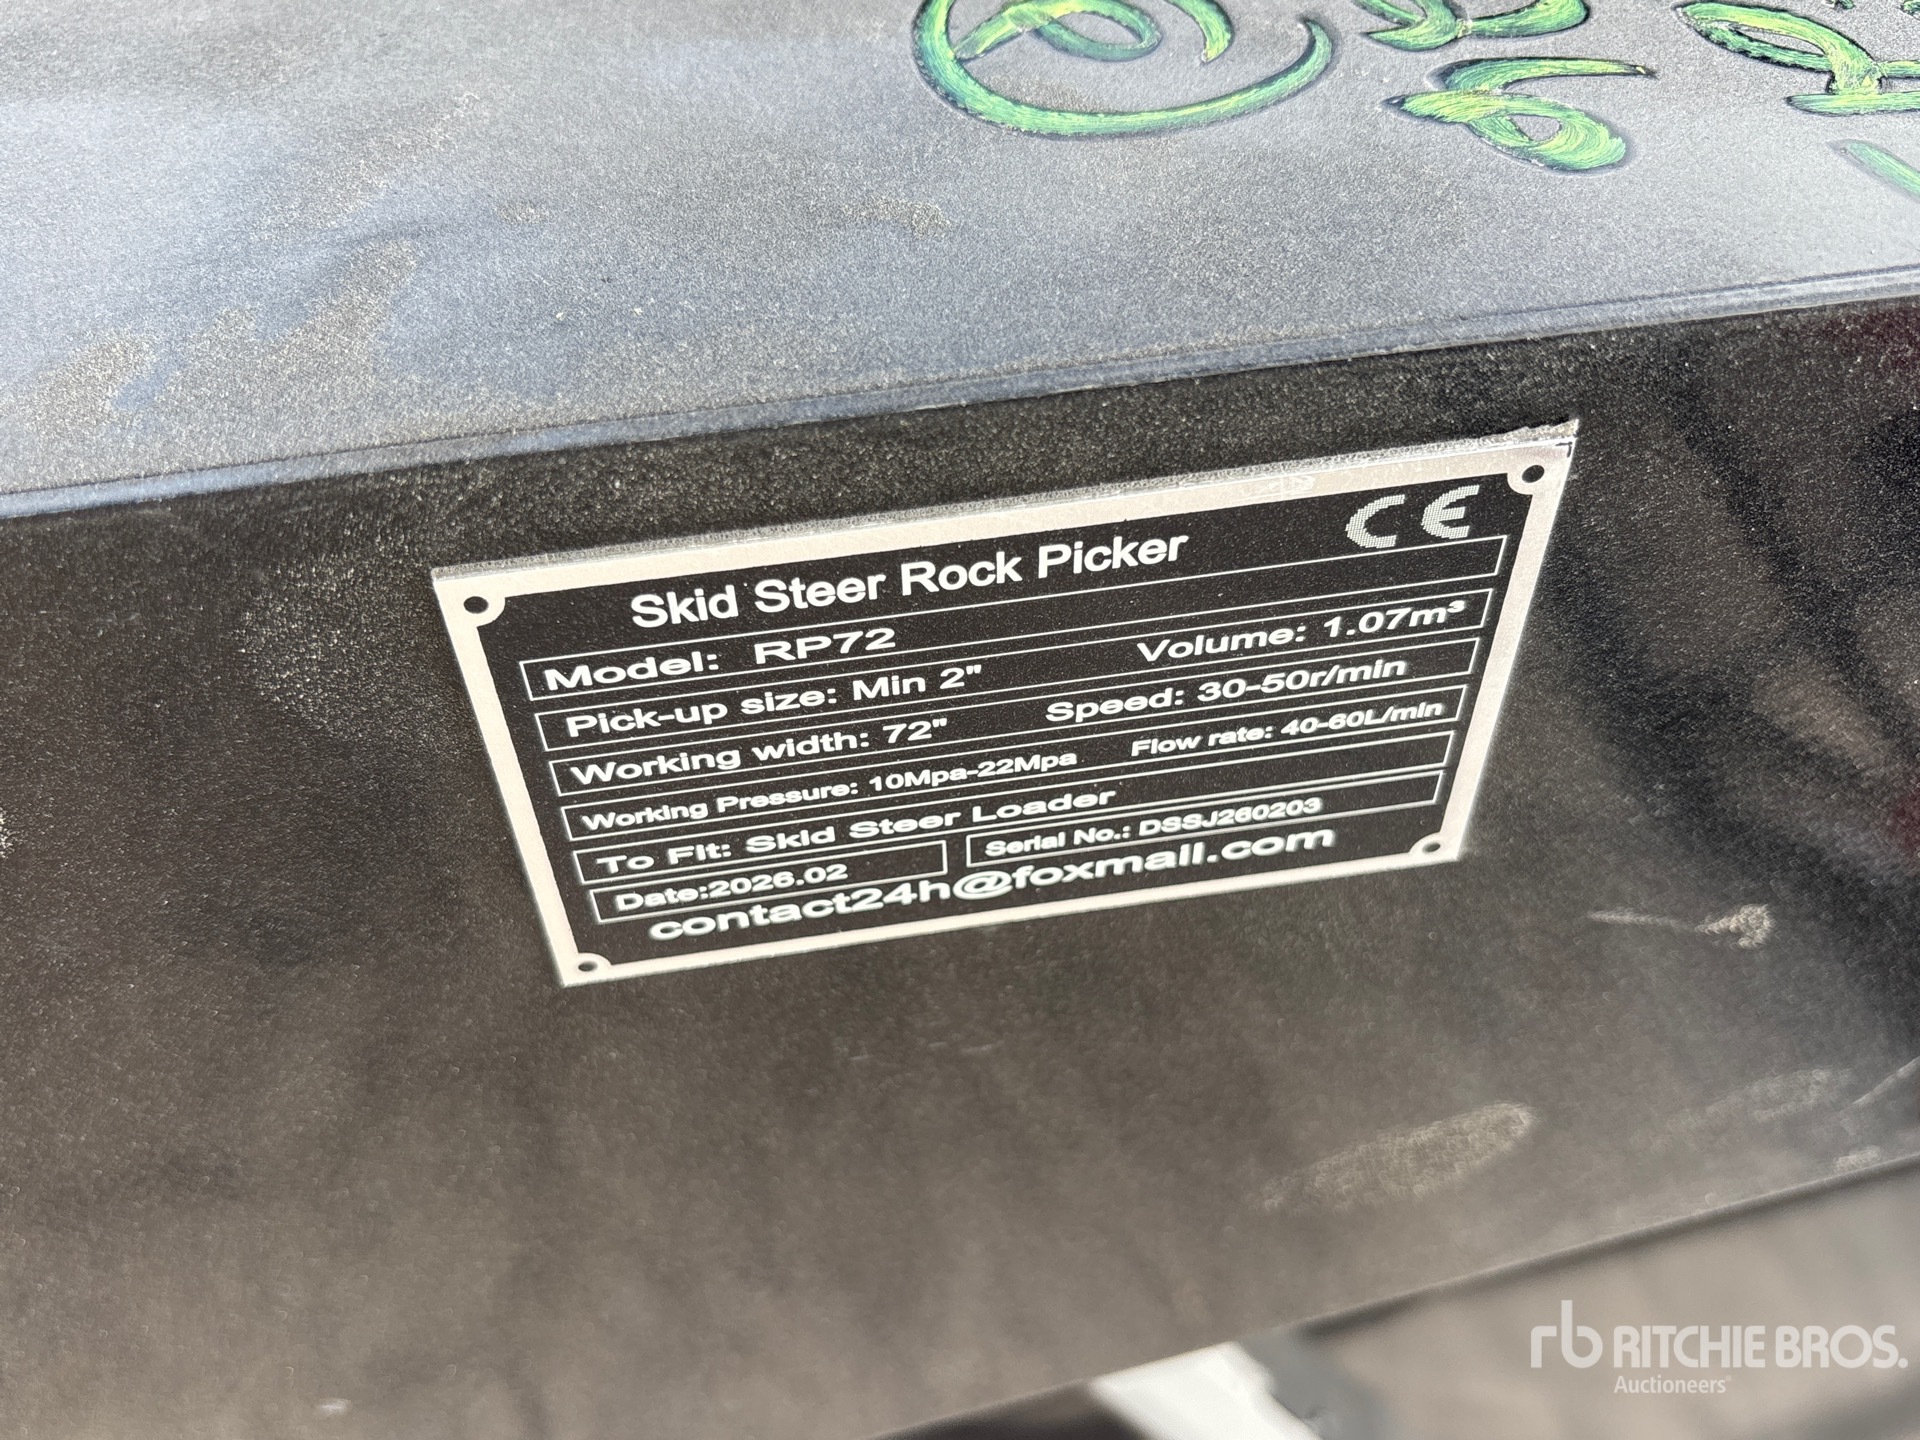 CE
Skid Steer Rock Picker
Model: RP72
Pick-up size: Min 2" Volume: 1.07m³
Working width: 72" Speed: 30-50r/min
Working Pressure: 10Mpa-22Mpa Flow rate: 40-60L/min
To Fit: Skid Steer Loader
Date:2026.02 Serial No.: DSSJ260203
contact24h@foxmail.com
rb RITCHIE BROS.
Auctioneers